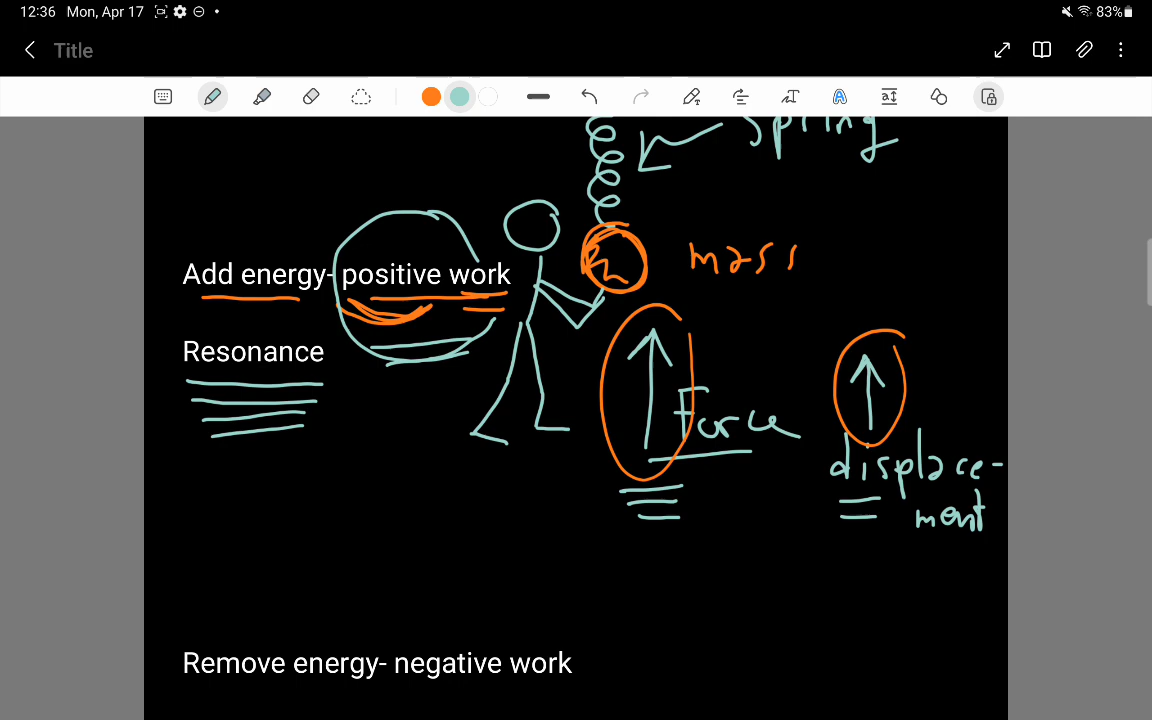 12:36 Mon, Apr 17 83%
Title
spring
Add energy- positive work
mass
Resonance
Force
displace-
ment
Remove energy- negative work